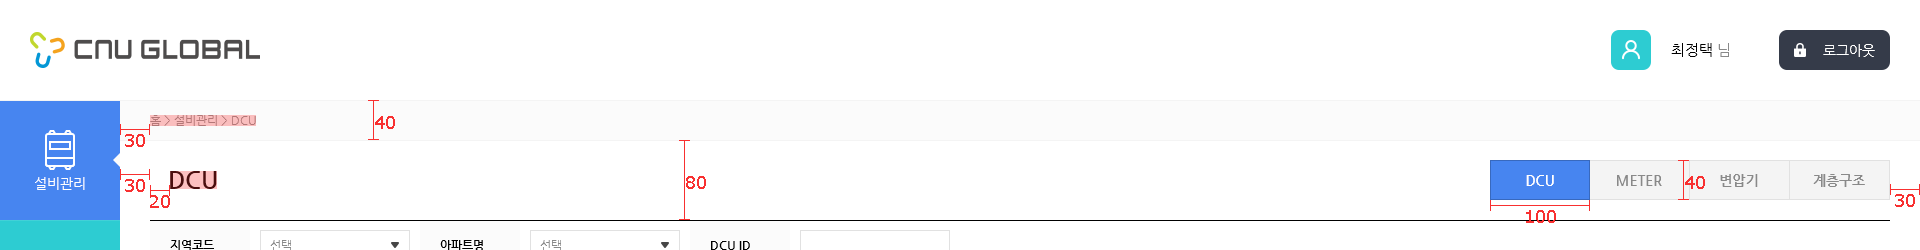 CNU GLOBAL
최정택 님
로그아웃
홈 > 설비관리 > DCU
40
30
설비관리
30
20
DCU
80
DCU
METER
40
변압기
계층구조
100
30
지역코드
선택
아파트명
선택
DCU ID